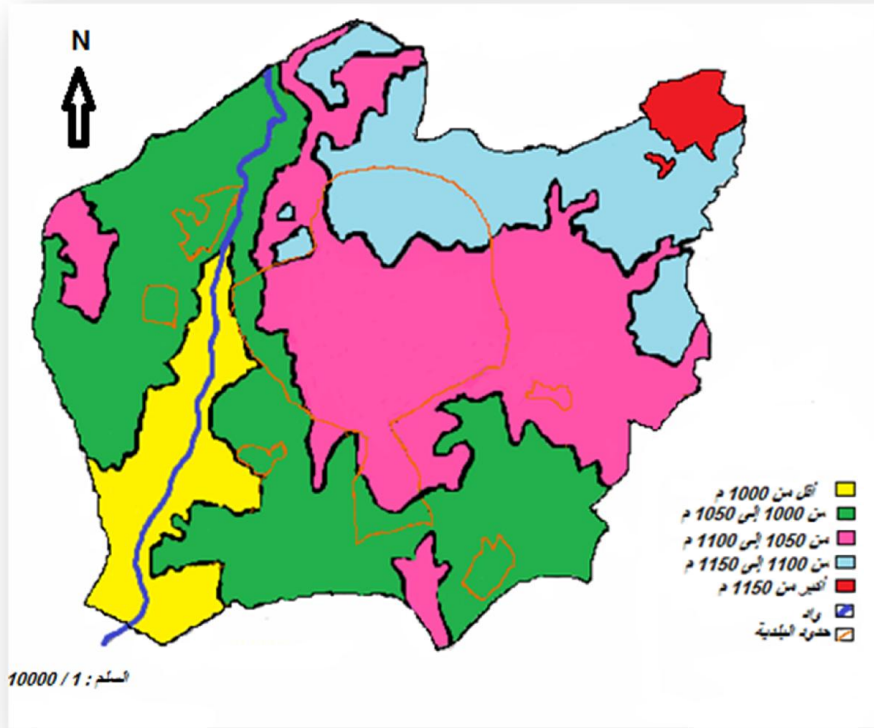 N
أقل من 1000 م
من 1000 إلى 1050 م
من 1050 إلى 1100 م
من 1100 إلى 1150 م
أكثر من 1150 م
واد
حدود البلدية
السلم : 1 / 10000